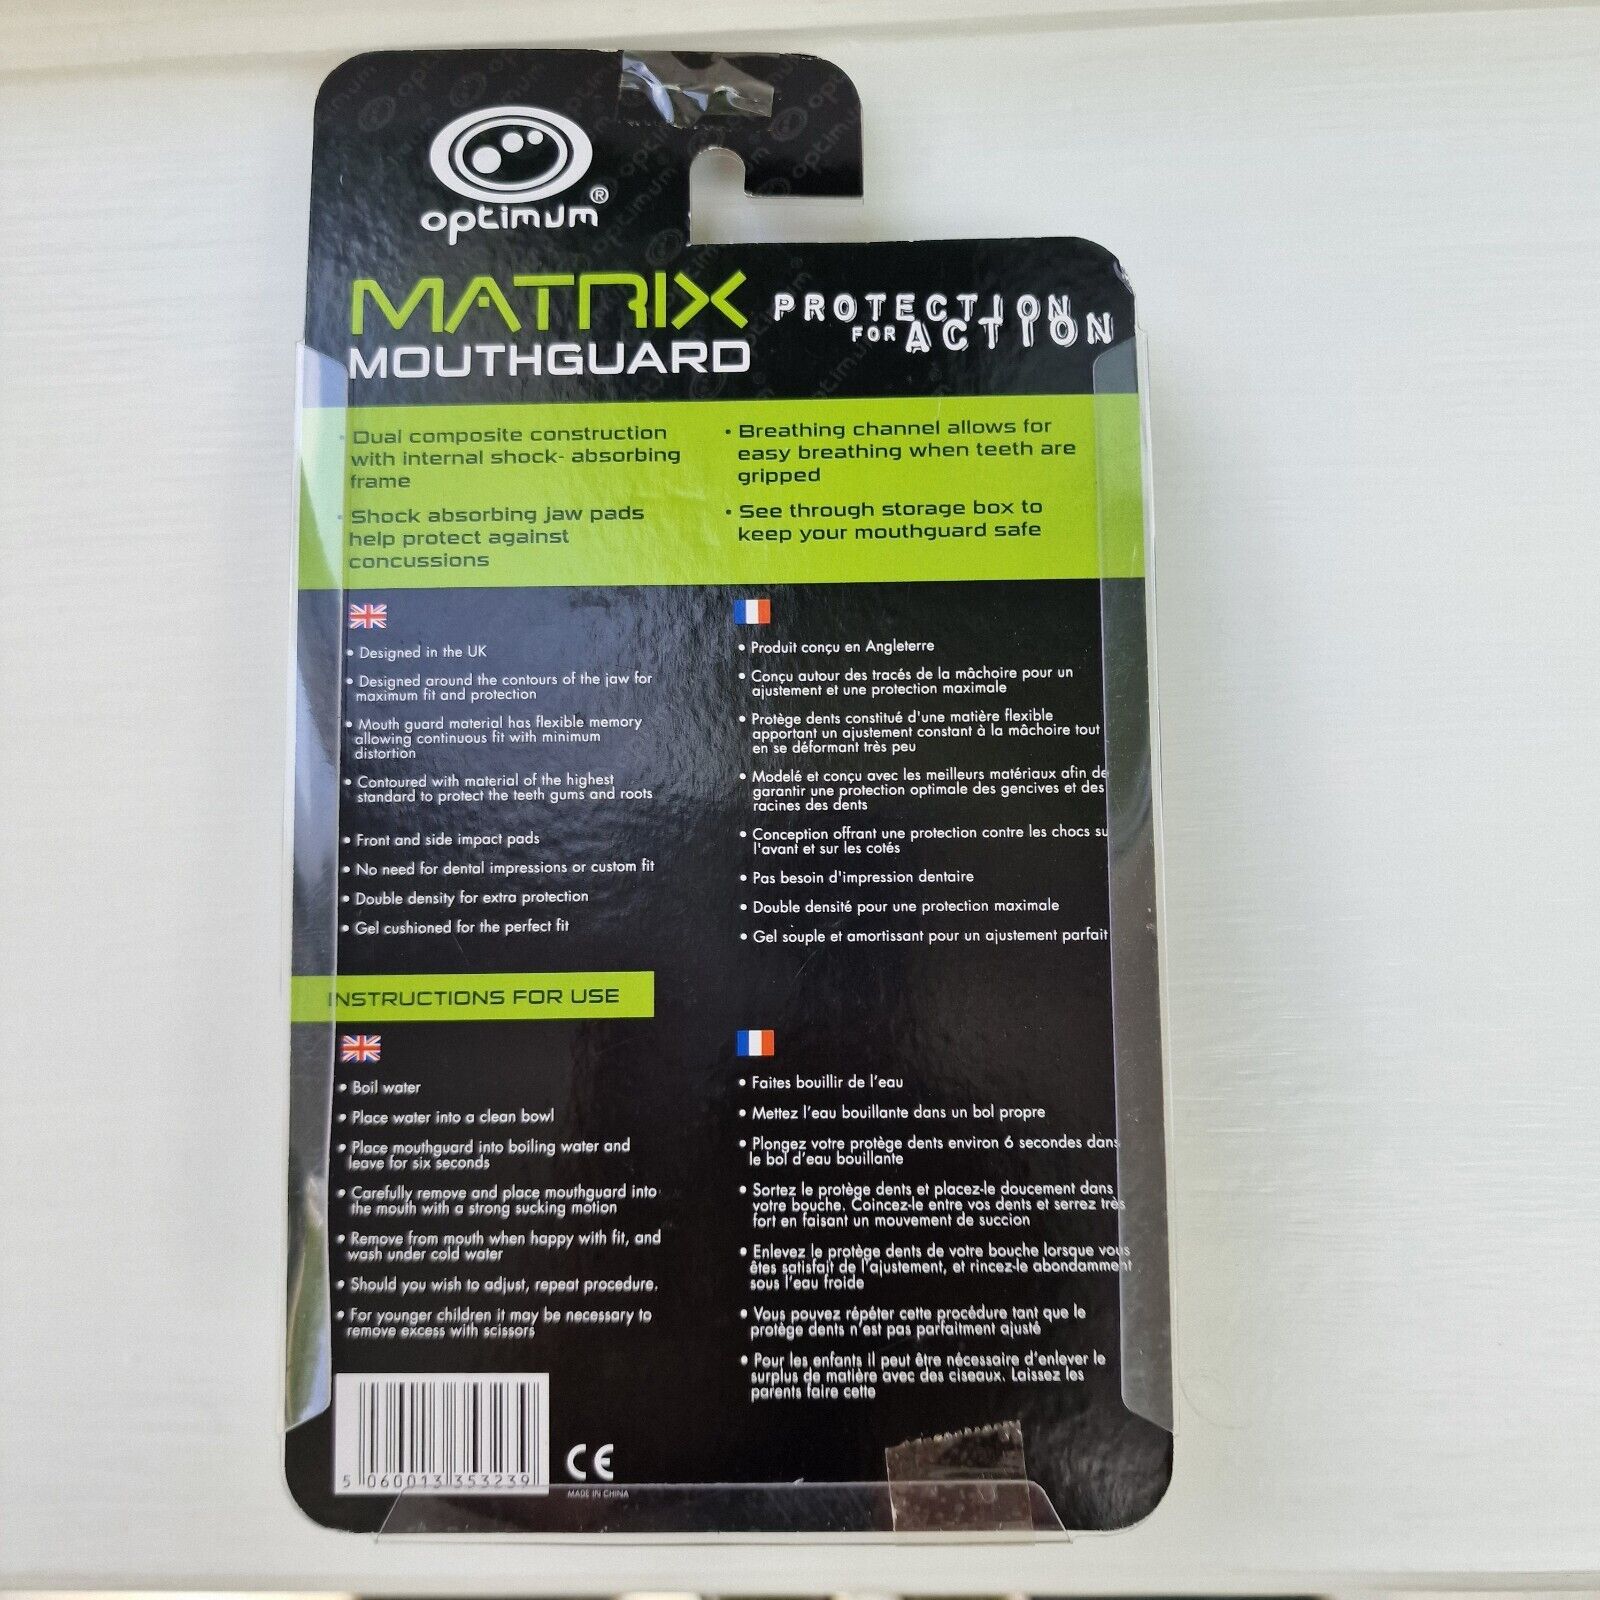 optimum®
MATRIX
MOUTHGUARD
PROTECTION
FOR ACTION
• Dual composite construction
with internal shock- absorbing
frame
• Shock absorbing jaw pads
help protect against
concussions
• Breathing channel allows for
easy breathing when teeth are
gripped
• See through storage box to
keep your mouthguard safe
• Designed in the UK
• Designed around the contours of the jaw for
maximum fit and protection
• Mouth guard material has flexible memory
allowing continuous fit with minimum
distortion
• Contoured with material of the highest
standard to protect the teeth gums and roots
• Front and side impact pads
• No need for dental impressions or custom fit
• Double density for extra protection
• Gel cushioned for the perfect fit
• Produit conçu en Angleterre
• Conçu autour des tracés de la mâchoire pour un
ajustement et une protection maximale
• Protège dents constitué d'une matière flexible
apportant un ajustement constant à la mâchoire tout
en se déformant très peu
• Modelé et conçu avec les meilleurs matériaux afin de
garantir une protection optimale des gencives et des
racines des dents
• Conception offrant une protection contre les chocs su
l'avant et sur les cotés
• Pas besoin d'impression dentaire
• Double densité pour une protection maximale
• Gel souple et amortissant pour un ajustement parfait
INSTRUCTIONS FOR USE
• Boil water
• Place water into a clean bowl
• Place mouthguard into boiling water and
leave for six seconds
• Carefully remove and place mouthguard into
the mouth with a strong sucking motion
• Remove from mouth when happy with fit, and
wash under cold water
• Should you wish to adjust, repeat procedure.
• For younger children it may be necessary to
remove excess with scissors
• Faites bouillir de l'eau
• Mettez l'eau bouillante dans un bol propre
• Plongez votre protège dents environ 6 secondes dans
le bol d'eau bouillante
• Sortez le protège dents et placez-le doucement dans
votre bouche. Coincez-le entre vos dents et serrez très
fort en faisant un mouvement de succion
• Enlevez le protège dents de votre bouche lorsque vous
êtes satisfait de l'ajustement, et rincez-le abondamment
sous l'eau froide
• Vous pouvez répéter cette procédure tant que le
protège dents n'est pas parfaitment ajusté
• Pour les enfants il peut être nécessaire d'enlever le
surplus de matière avec des ciseaux. Laissez les
parents faire cette
5 060013 353239
CE
MADE IN CHINA